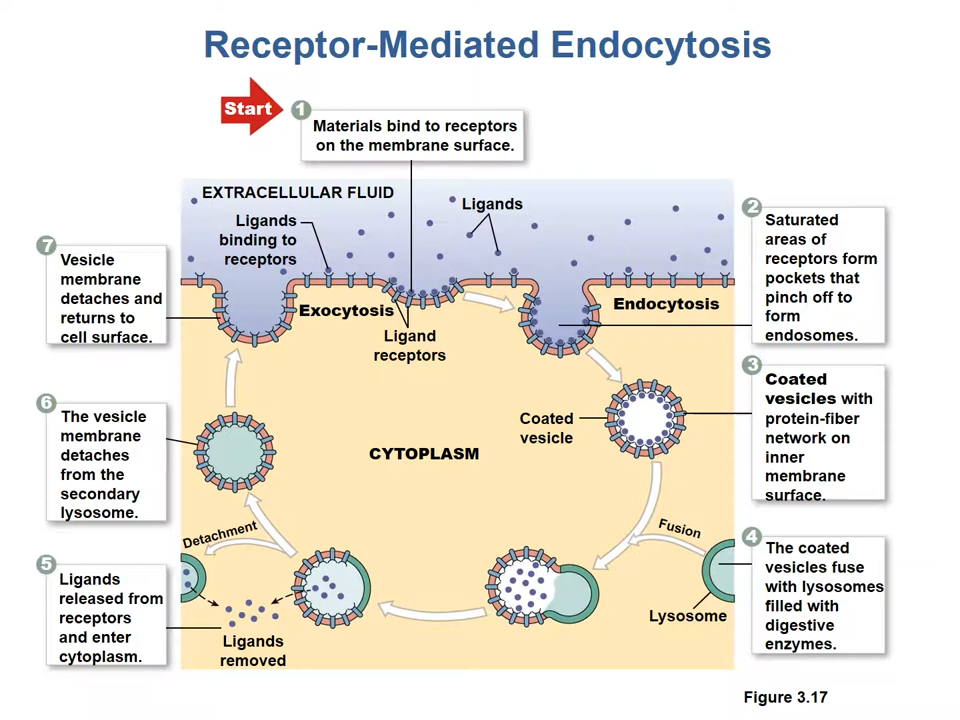 Receptor-Mediated Endocytosis
Start
1
Materials bind to receptors
on the membrane surface.
EXTRACELLULAR FLUID
Ligands
binding to
receptors
Ligands
2
Saturated
areas of
receptors form
pockets that
pinch off to
form
endosomes.
7
Vesicle
membrane
detaches and
returns to
cell surface.
Exocytosis
Ligand
receptors
Endocytosis
3
Coated
vesicles with
protein-fiber
network on
inner
membrane
surface.
6
The vesicle
membrane
detaches
from the
secondary
lysosome.
Coated
vesicle
CYTOPLASM
Detachment
Fusion
4
The coated
vesicles fuse
with lysosomes
filled with
digestive
enzymes.
5
Ligands
released from
receptors
and enter
cytoplasm.
Lysosome
Ligands
removed
Figure 3.17